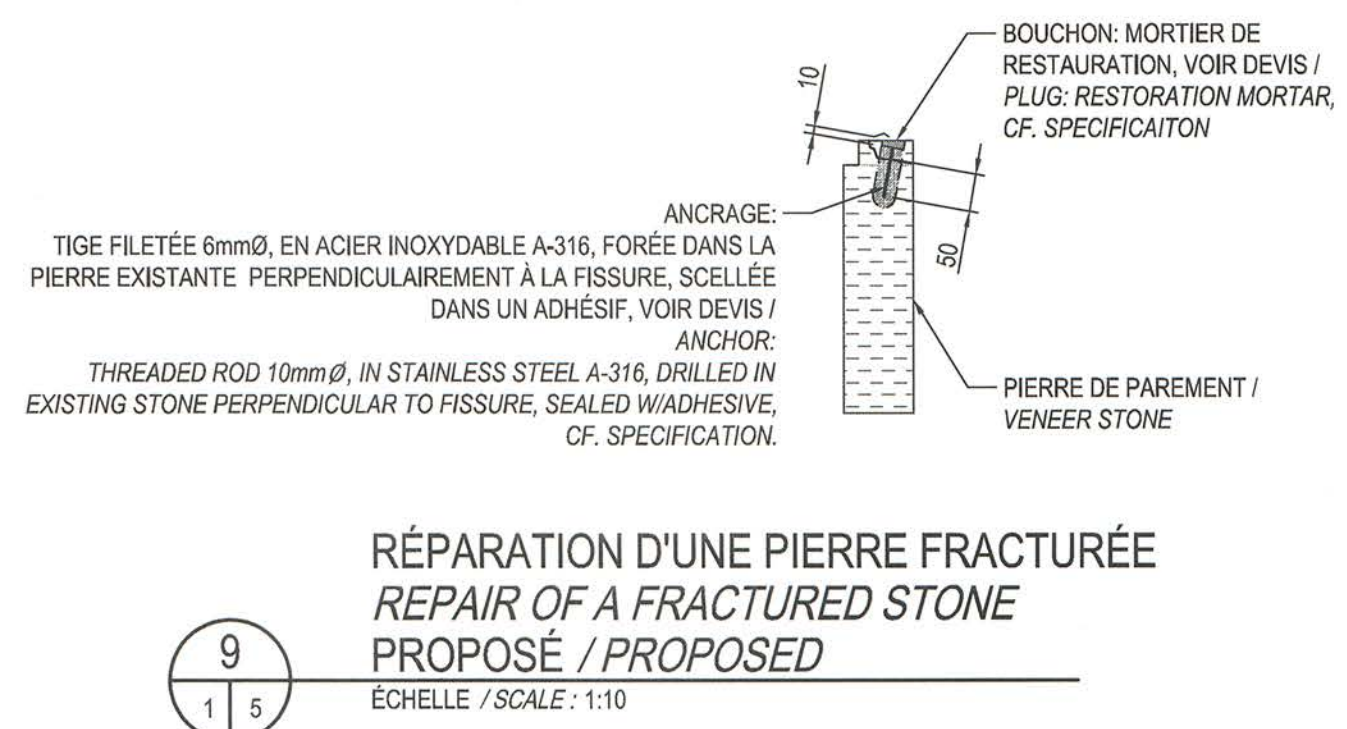 BOUCHON: MORTIER DE
RESTAURATION, VOIR DEVIS /
PLUG: RESTORATION MORTAR,
CF. SPECIFICAITON
10
50
ANCRAGE:
TIGE FILETÉE 6mmØ, EN ACIER INOXYDABLE A-316, FORÉE DANS LA
PIERRE EXISTANTE PERPENDICULAIREMENT À LA FISSURE, SCELLÉE
DANS UN ADHÉSIF, VOIR DEVIS /
ANCHOR:
THREADED ROD 10mmØ, IN STAINLESS STEEL A-316, DRILLED IN
EXISTING STONE PERPENDICULAR TO FISSURE, SEALED W/ADHESIVE,
CF. SPECIFICATION.
PIERRE DE PAREMENT /
VENEER STONE
RÉPARATION D'UNE PIERRE FRACTURÉE
REPAIR OF A FRACTURED STONE
PROPOSÉ / PROPOSED
ÉCHELLE / SCALE : 1:10
9
1 5